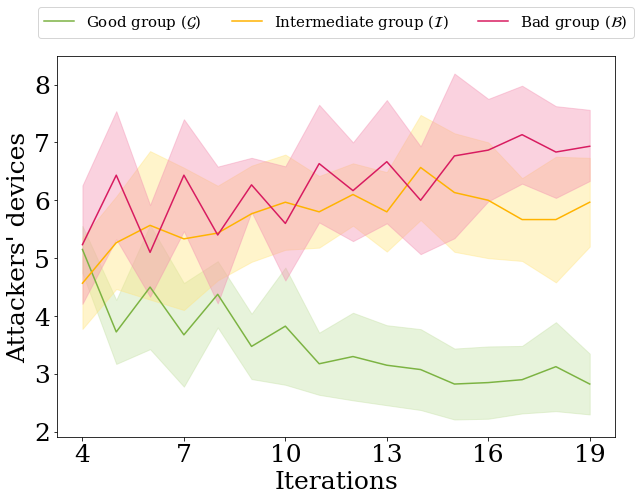 Good group (𝒢) Intermediate group (ℐ) Bad group (ℬ)
8
7
6
5
4
3
2
Attackers' devices
4 7 10 13 16 19
Iterations